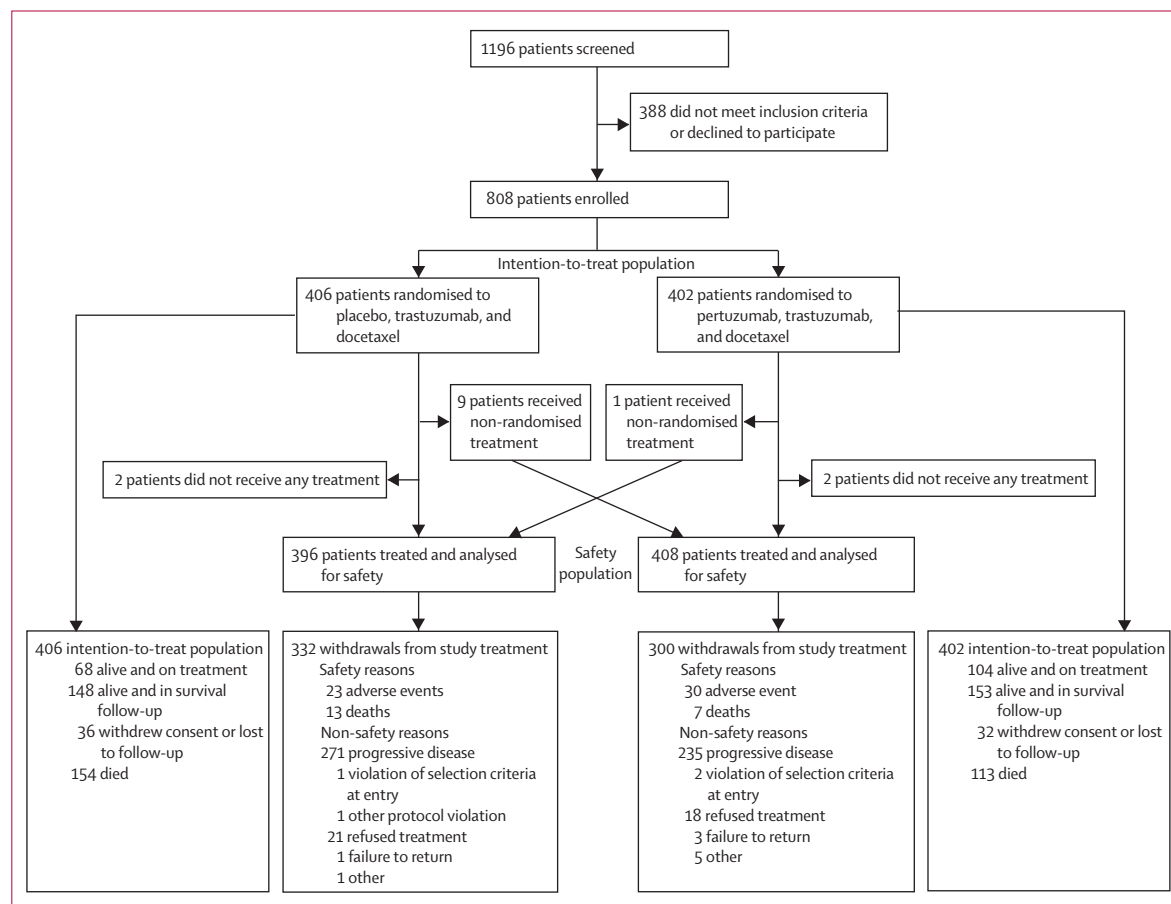 1196 patients screened
388 did not meet inclusion criteria
or declined to participate
808 patients enrolled
Intention-to-treat population
406 patients randomised to
placebo, trastuzumab, and
docetaxel
402 patients randomised to
pertuzumab, trastuzumab,
and docetaxel
9 patients received
non-randomised
treatment
1 patient received
non-randomised
treatment
2 patients did not receive any treatment
2 patients did not receive any treatment
396 patients treated and analysed
for safety
Safety
population
408 patients treated and analysed
for safety
406 intention-to-treat population
68 alive and on treatment
148 alive and in survival
follow-up
36 withdrew consent or lost
to follow-up
154 died
332 withdrawals from study treatment
Safety reasons
23 adverse events
13 deaths
Non-safety reasons
271 progressive disease
1 violation of selection criteria
at entry
1 other protocol violation
21 refused treatment
1 failure to return
1 other
300 withdrawals from study treatment
Safety reasons
30 adverse event
7 deaths
Non-safety reasons
235 progressive disease
2 violation of selection criteria
at entry
18 refused treatment
3 failure to return
5 other
402 intention-to-treat population
104 alive and on treatment
153 alive and in survival
follow-up
32 withdrew consent or lost
to follow-up
113 died